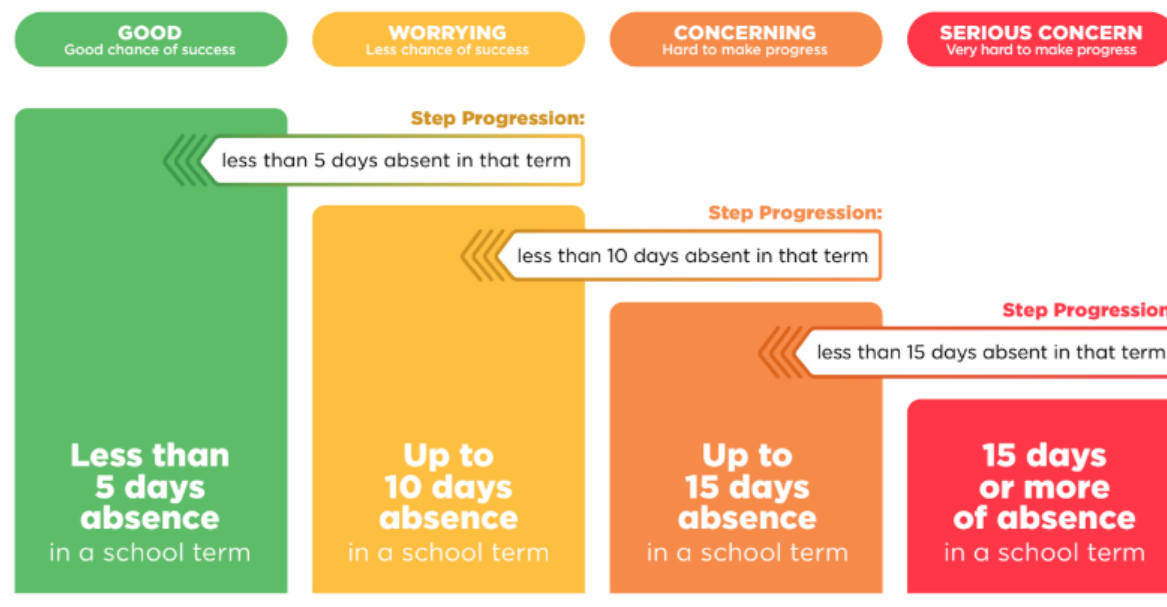 GOOD
Good chance of success
WORRYING
Less chance of success
CONCERNING
Hard to make progress
SERIOUS CONCERN
Very hard to make progress
Step Progression:
less than 5 days absent in that term
Step Progression:
less than 10 days absent in that term
Step Progression
less than 15 days absent in that term
Less than
5 days
absence
in a school term
Up to
10 days
absence
in a school term
Up to
15 days
absence
in a school term
15 days
or more
of absence
in a school term